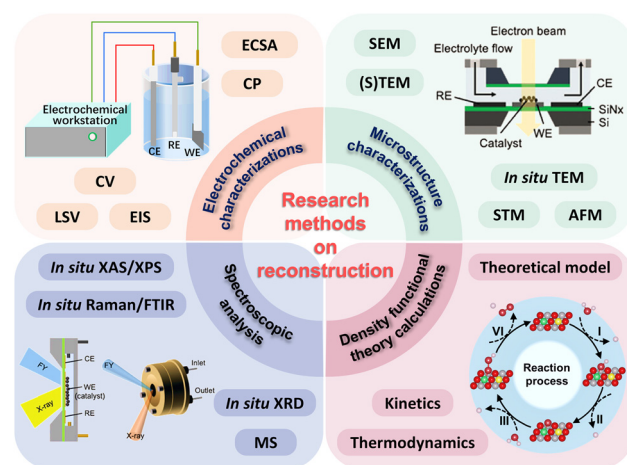 ECSA
CP
Electrochemical
workstation
CE
RE
WE
CV
LSV
EIS
Electrochemical
characterizations
SEM
(S)TEM
Electron beam
Electrolyte flow
RE
CE
SiNx
Si
WE
Catalyst
In situ TEM
STM
AFM
Microstructure
characterizations
Research
methods
on
reconstruction
In situ XAS/XPS
In situ Raman/FTIR
Spectroscopic
analysis
FY
X-ray
CE
WE
(catalyst)
RE
FY
Inlet
Outlet
X-ray
In situ XRD
MS
Density functional
theory calculations
Theoretical model
VI
I
Reaction
process
III
II
Kinetics
Thermodynamics